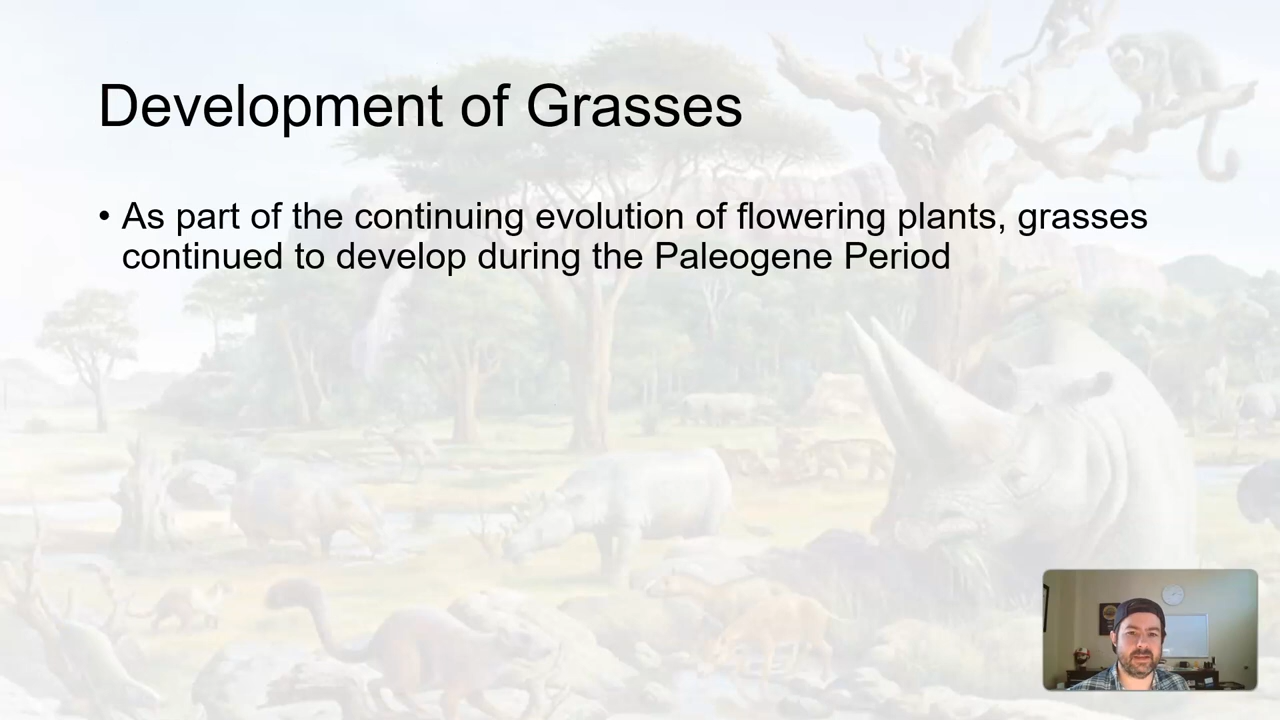 Development of Grasses
• As part of the continuing evolution of flowering plants, grasses
continued to develop during the Paleogene Period